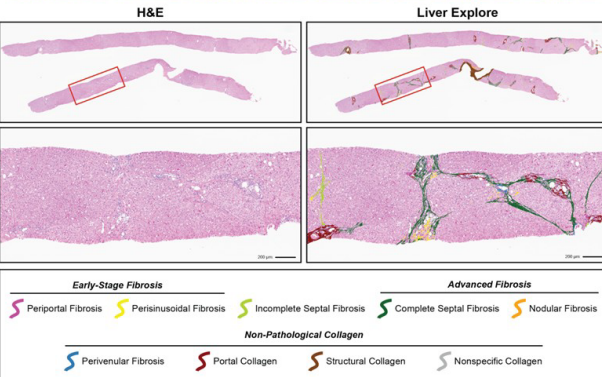 H&E
Liver Explore
200 µm
200 µm
Early-Stage Fibrosis
Advanced Fibrosis
Periportal Fibrosis
Perisinusoidal Fibrosis
Incomplete Septal Fibrosis
Complete Septal Fibrosis
Nodular Fibrosis
Non-Pathological Collagen
Perivenular Fibrosis
Portal Collagen
Structural Collagen
Nonspecific Collagen